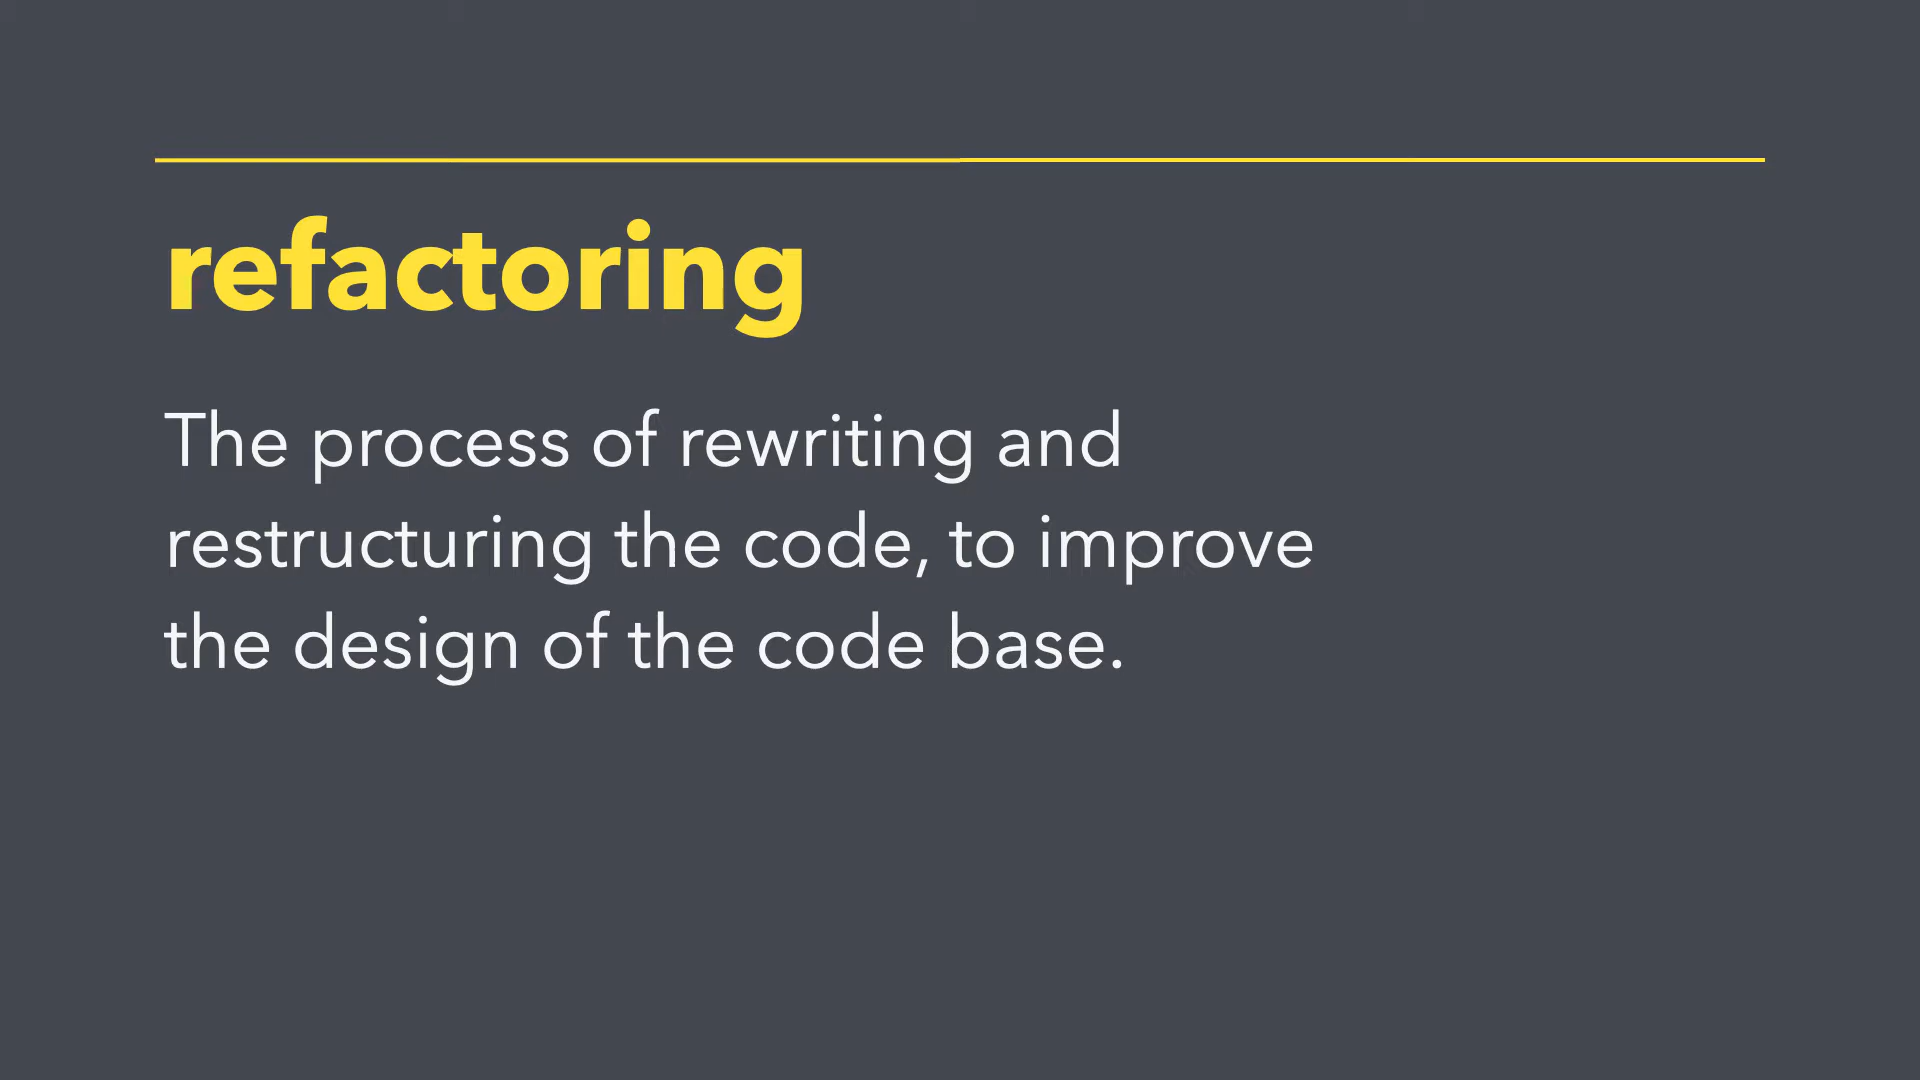 refactoring
The process of rewriting and
restructuring the code, to improve
the design of the code base.